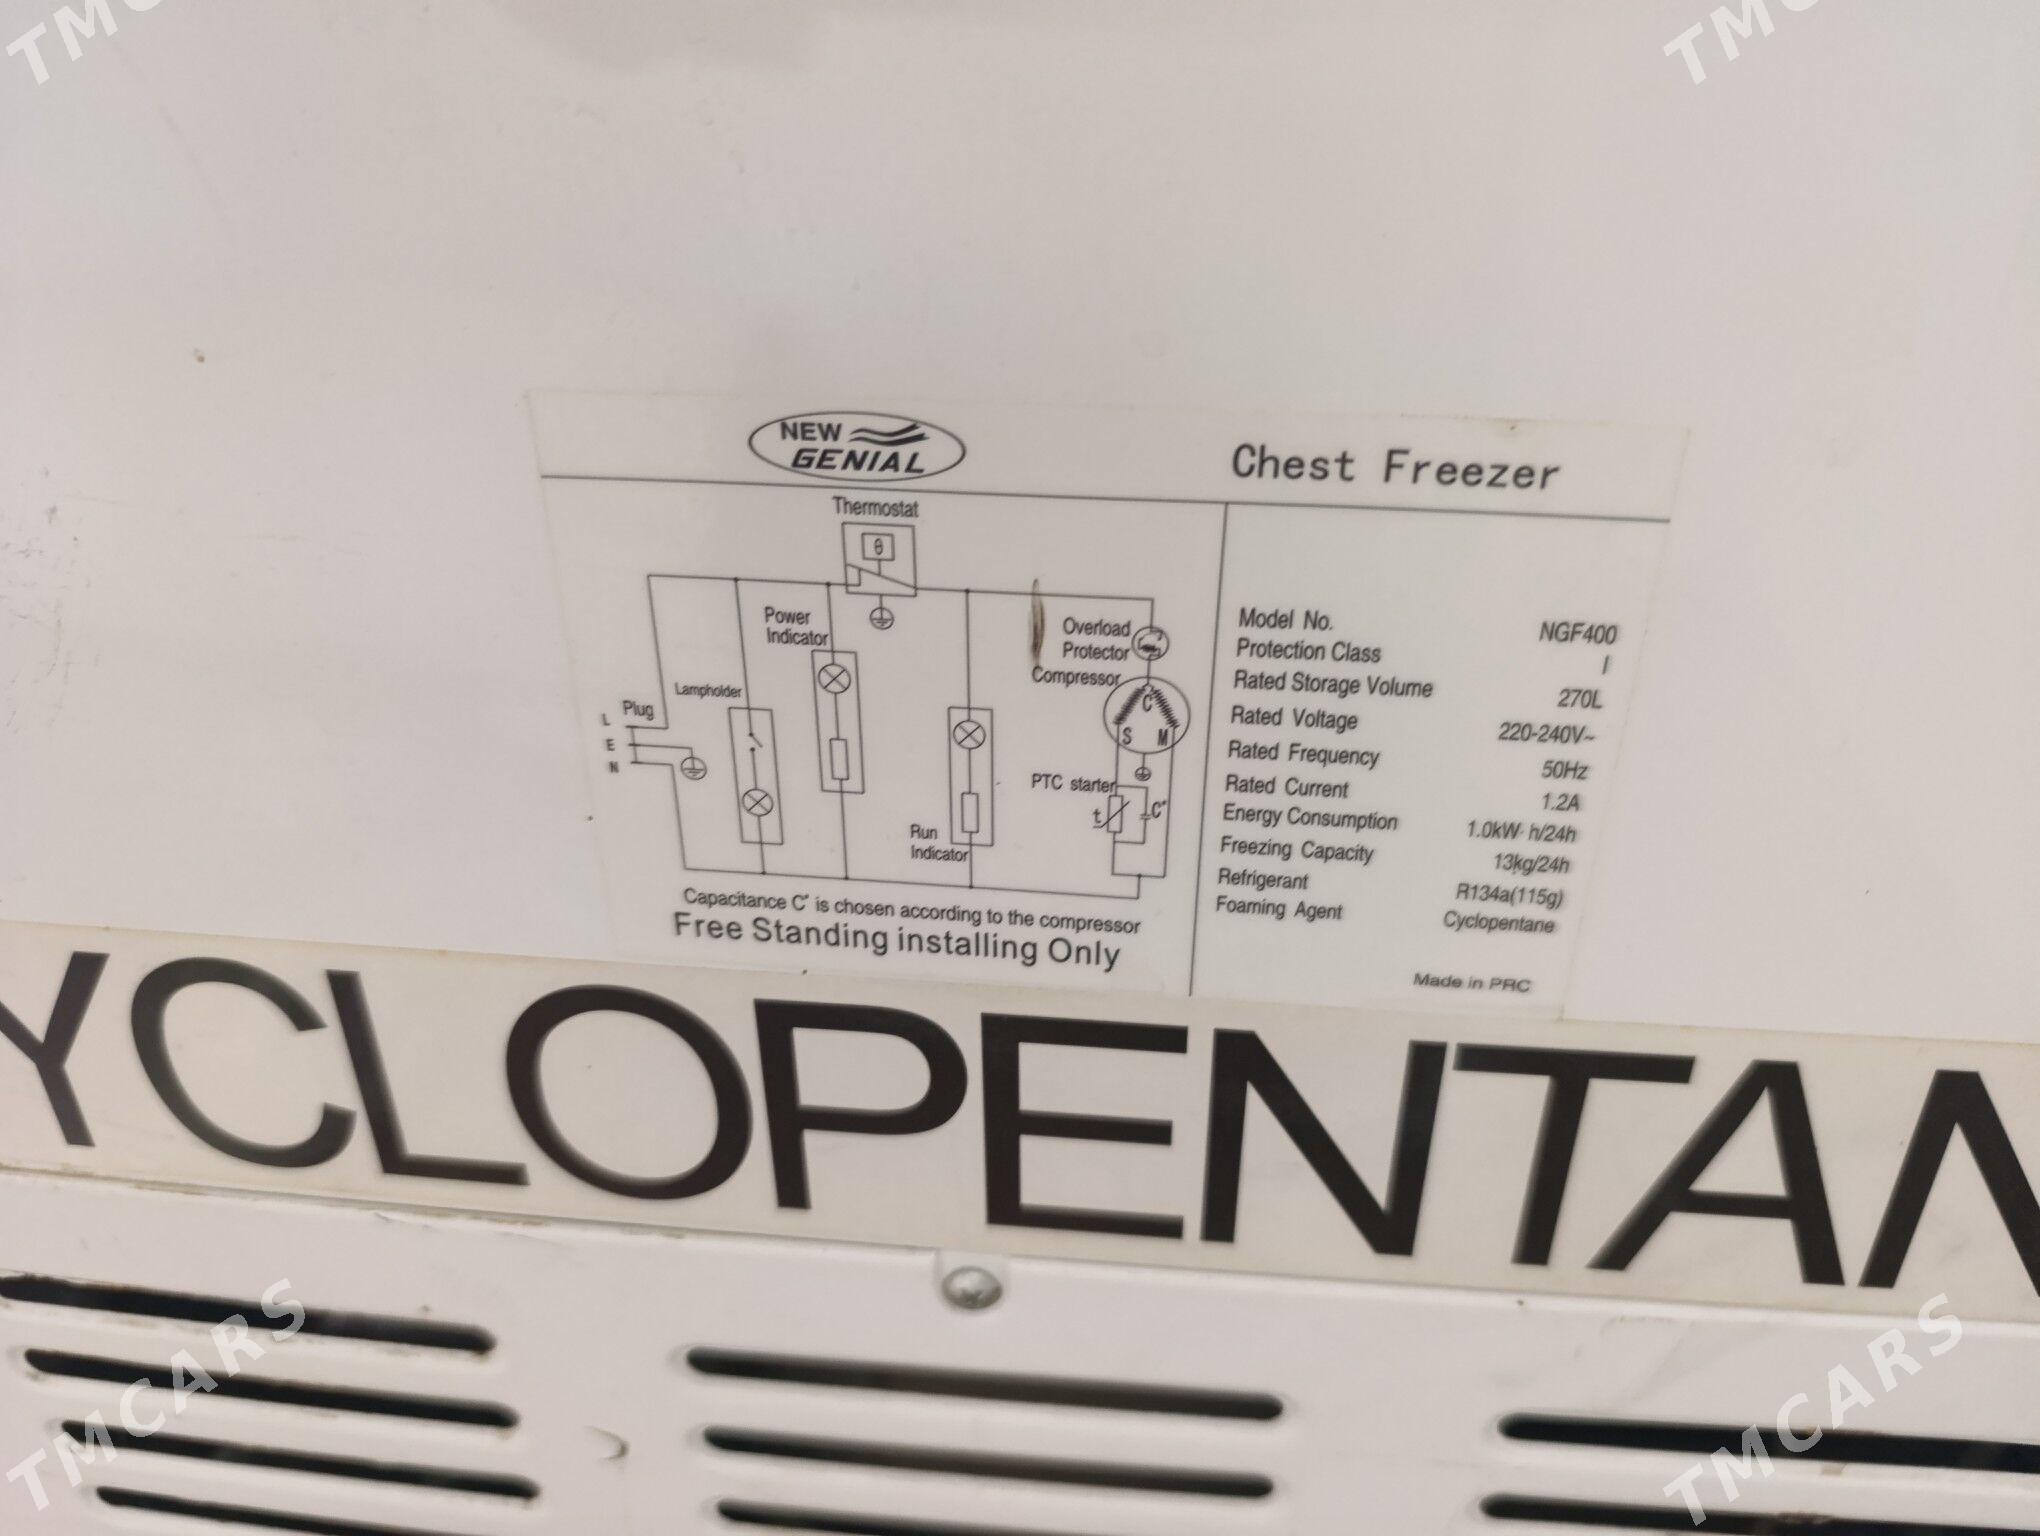 NEW
GENIAL
Chest Freezer
Thermostat
θ
Power
Indicator
Overload
Protector
Compressor
Lampholder
Plug
L
E
N
C
S M
PTC starter
t
C*
Run
Indicator
Capacitance C* is chosen according to the compressor
Free Standing installing Only
Model No. NGF400
Protection Class I
Rated Storage Volume 270L
Rated Voltage 220-240V~
Rated Frequency 50Hz
Rated Current 1.2A
Energy Consumption 1.0kW·h/24h
Freezing Capacity 13kg/24h
Refrigerant R134a(115g)
Foaming Agent Cyclopentane
Made in PRC
YCLOPENTAN
TMCARS
TMCARS